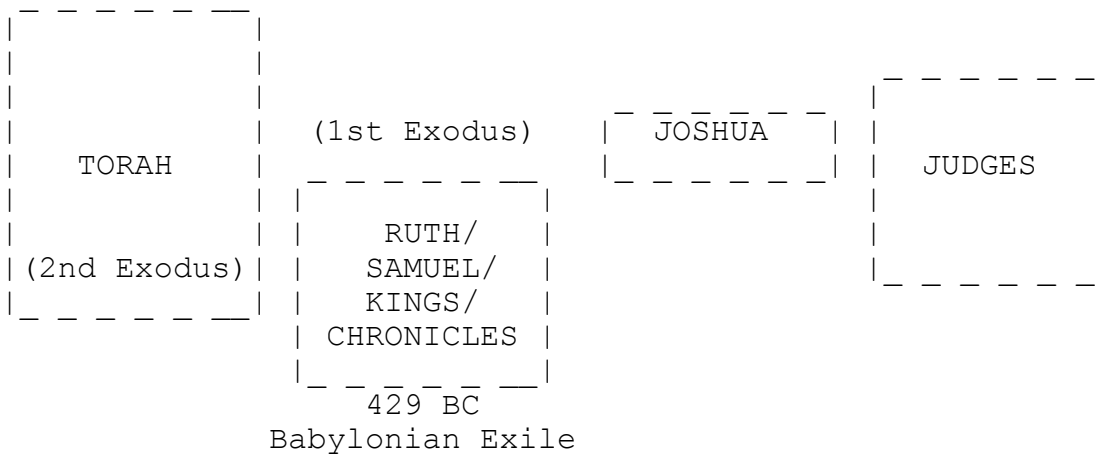 (1st Exodus)
JOSHUA
TORAH
JUDGES
RUTH/
(2nd Exodus)
SAMUEL/
KINGS/
CHRONICLES
429 BC
Babylonian Exile